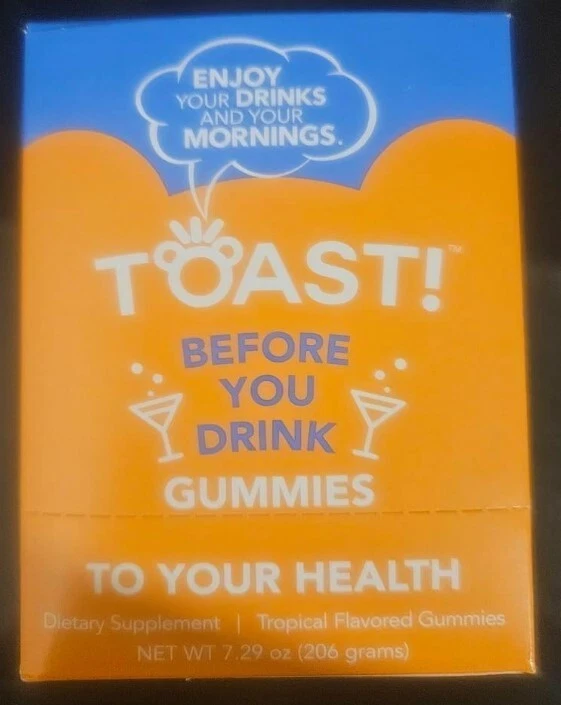 ENJOY
YOUR DRINKS
AND YOUR
MORNINGS.
TOAST!™
BEFORE
YOU
DRINK
GUMMIES
TO YOUR HEALTH
Dietary Supplement | Tropical Flavored Gummies
NET WT 7.29 oz (206 grams)